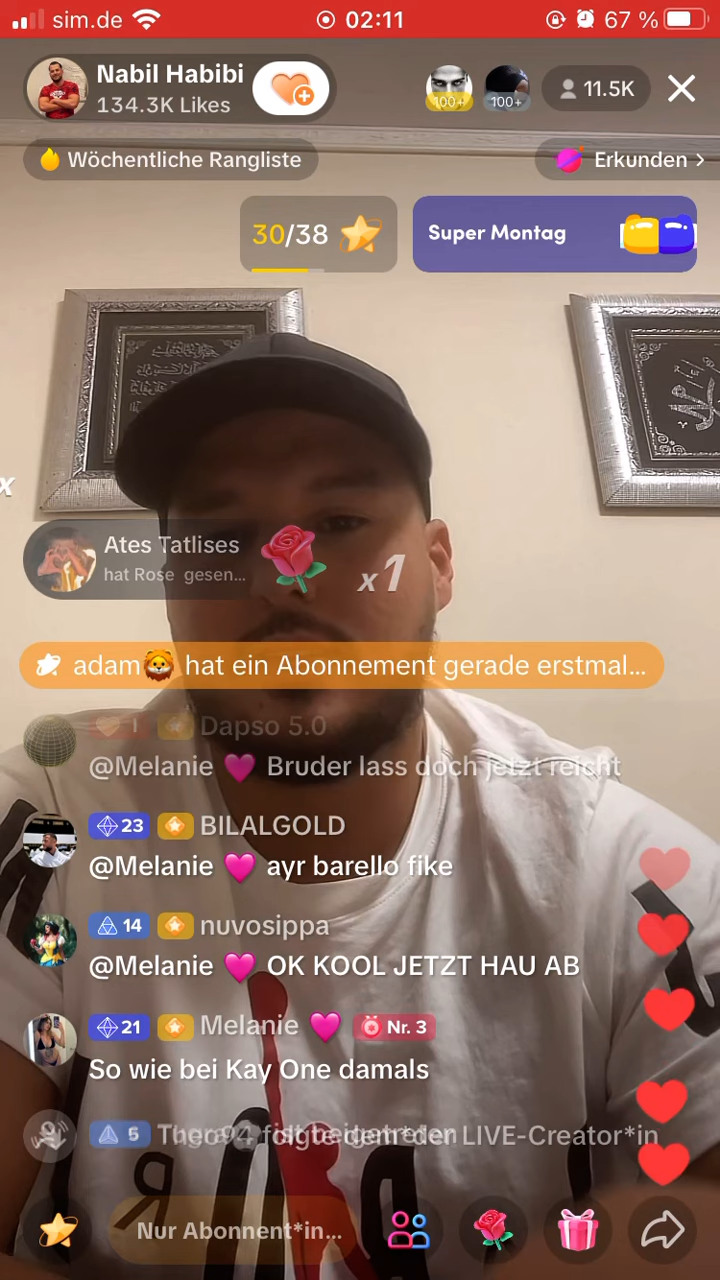 sim.de
02:11
67 %
Nabil Habibi
134.3K Likes
100+
100+
11.5K
Wöchentliche Rangliste
Erkunden >
30/38
Super Montag
x
Ates Tatlises
hat Rose gesen...
x1
adam🦁 hat ein Abonnement gerade erstmal...
I
Dapso 5.0
@Melanie 💗 Bruder lass doch jetzt reicht
23 BILALGOLD
@Melanie 💗 ayr barello fike
14 nuvosippa
@Melanie 💗 OK KOOL JETZT HAU AB
21 Melanie 💗 Nr. 3
So wie bei Kay One damals
5 LIVE-Creator*in
Nur Abonnent*in...